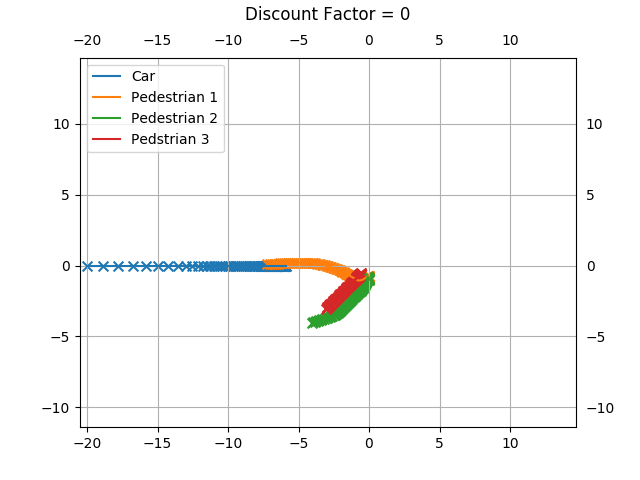 Discount Factor = 0
−20 −15 −10 −5 0 5 10
Car
Pedestrian 1
Pedestrian 2
Pedstrian 3
10 10
5 5
0 0
−5 −5
−10 −10
−20 −15 −10 −5 0 5 10